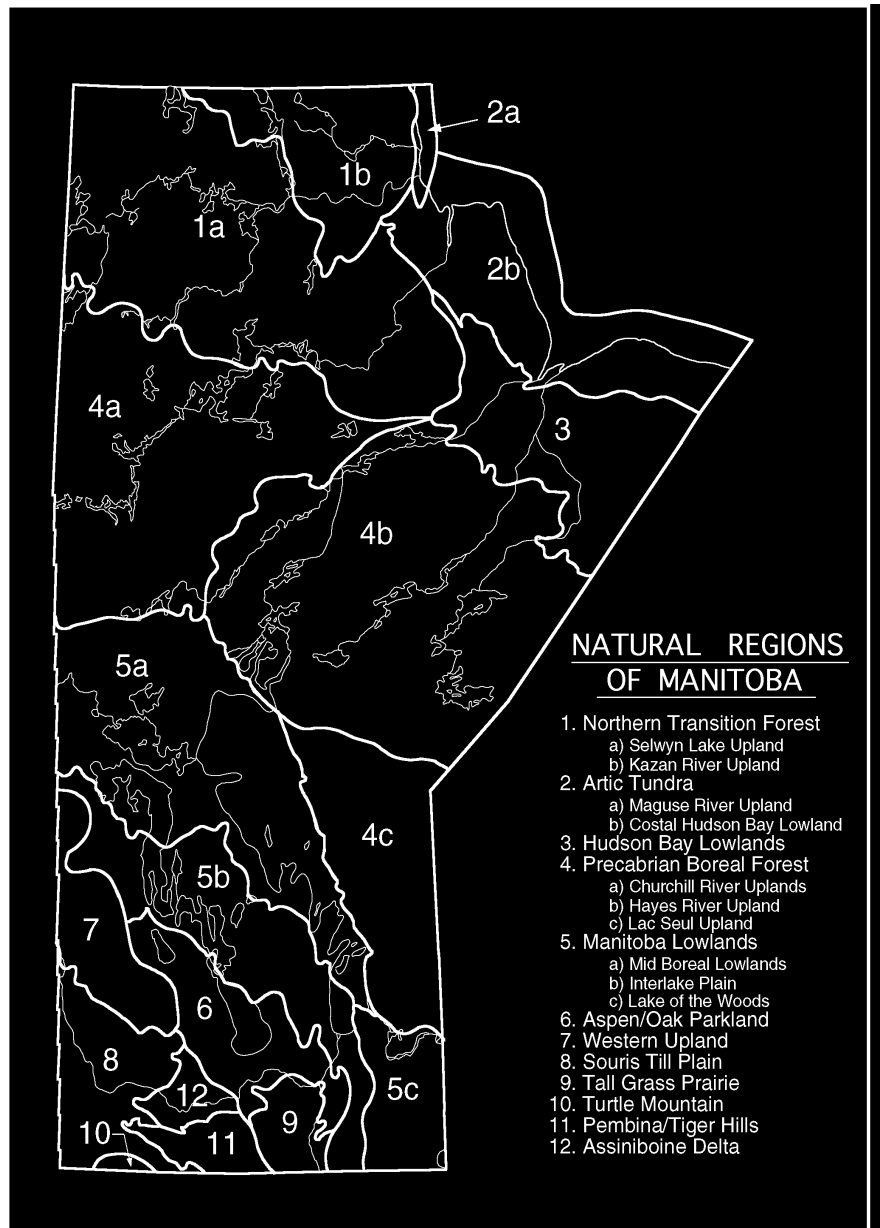 2a
1b
1a
2b
4a
3
4b
5a
4c
5b
7
6
8
12
5c
9
10
11
NATURAL REGIONS
OF MANITOBA
1. Northern Transition Forest
a) Selwyn Lake Upland
b) Kazan River Upland
2. Artic Tundra
a) Maguse River Upland
b) Costal Hudson Bay Lowland
3. Hudson Bay Lowlands
4. Precabrian Boreal Forest
a) Churchill River Uplands
b) Hayes River Upland
c) Lac Seul Upland
5. Manitoba Lowlands
a) Mid Boreal Lowlands
b) Interlake Plain
c) Lake of the Woods
6. Aspen/Oak Parkland
7. Western Upland
8. Souris Till Plain
9. Tall Grass Prairie
10. Turtle Mountain
11. Pembina/Tiger Hills
12. Assiniboine Delta